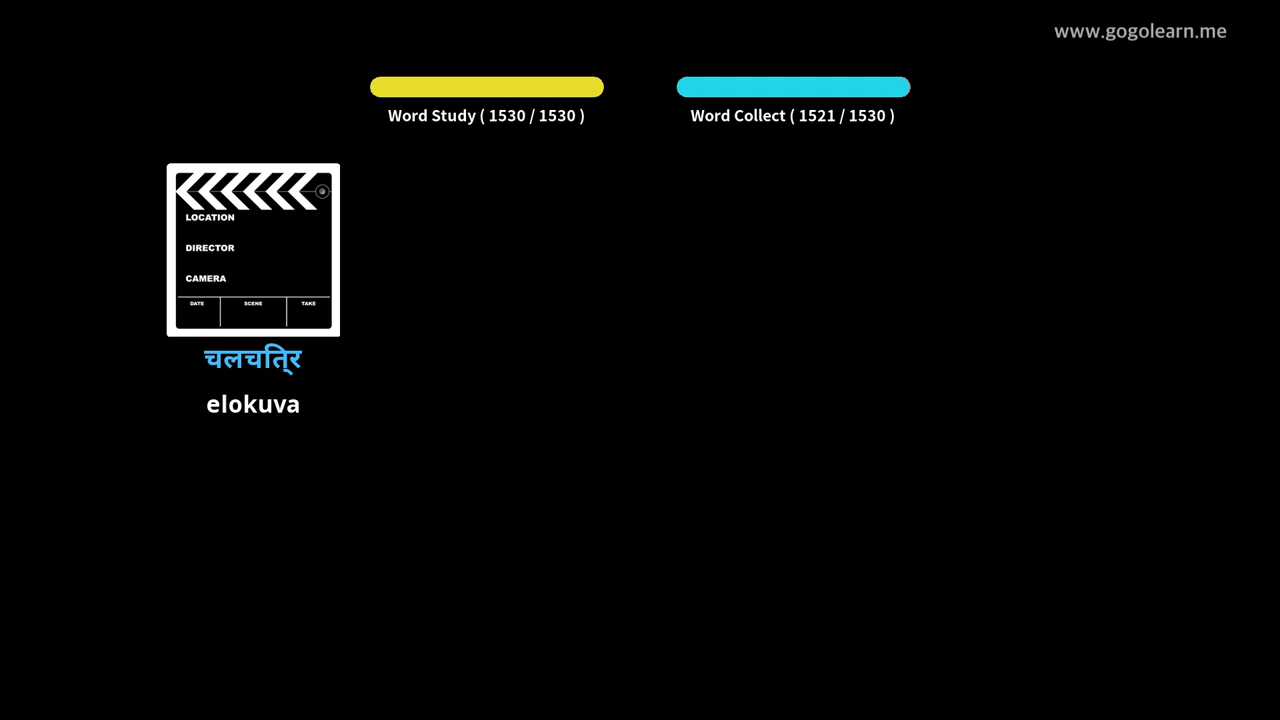 www.gogolearn.me
Word Study ( 1530 / 1530 )
Word Collect ( 1521 / 1530 )
LOCATION
DIRECTOR
CAMERA
DATE SCENE TAKE
चलचित्र
elokuva